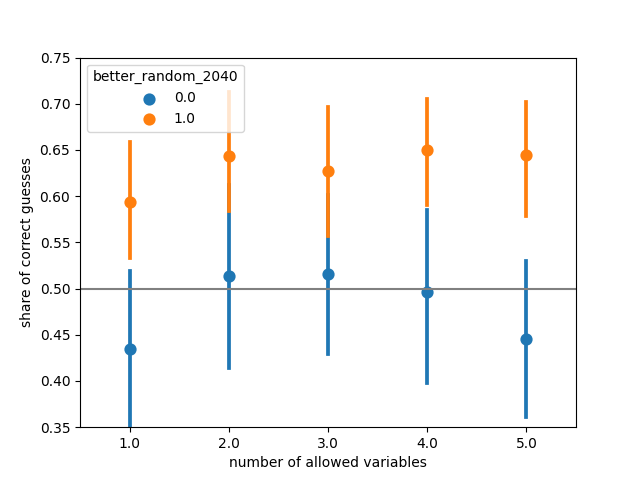 better_random_2040
0.0
1.0
0.75
0.70
0.65
0.60
0.55
0.50
0.45
0.40
0.35
share of correct guesses
1.0 2.0 3.0 4.0 5.0
number of allowed variables